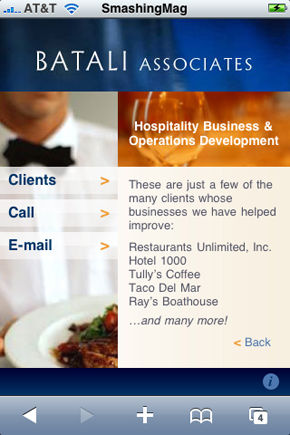 AT&T SmashingMag
BATALI ASSOCIATES
Hospitality Business &
Operations Development
Clients >
Call >
E-mail >
These are just a few of the
many clients whose
businesses we have helped
improve:
Restaurants Unlimited, Inc.
Hotel 1000
Tully's Coffee
Taco Del Mar
Ray's Boathouse
...and many more!
< Back
i
4